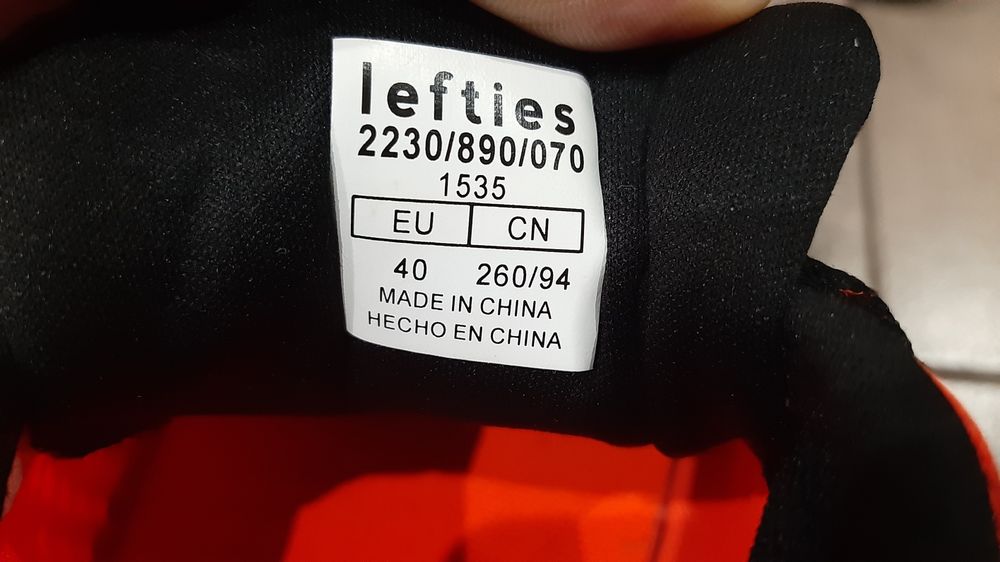 lefties
2230/890/070
1535
EU CN
40 260/94
MADE IN CHINA
HECHO EN CHINA